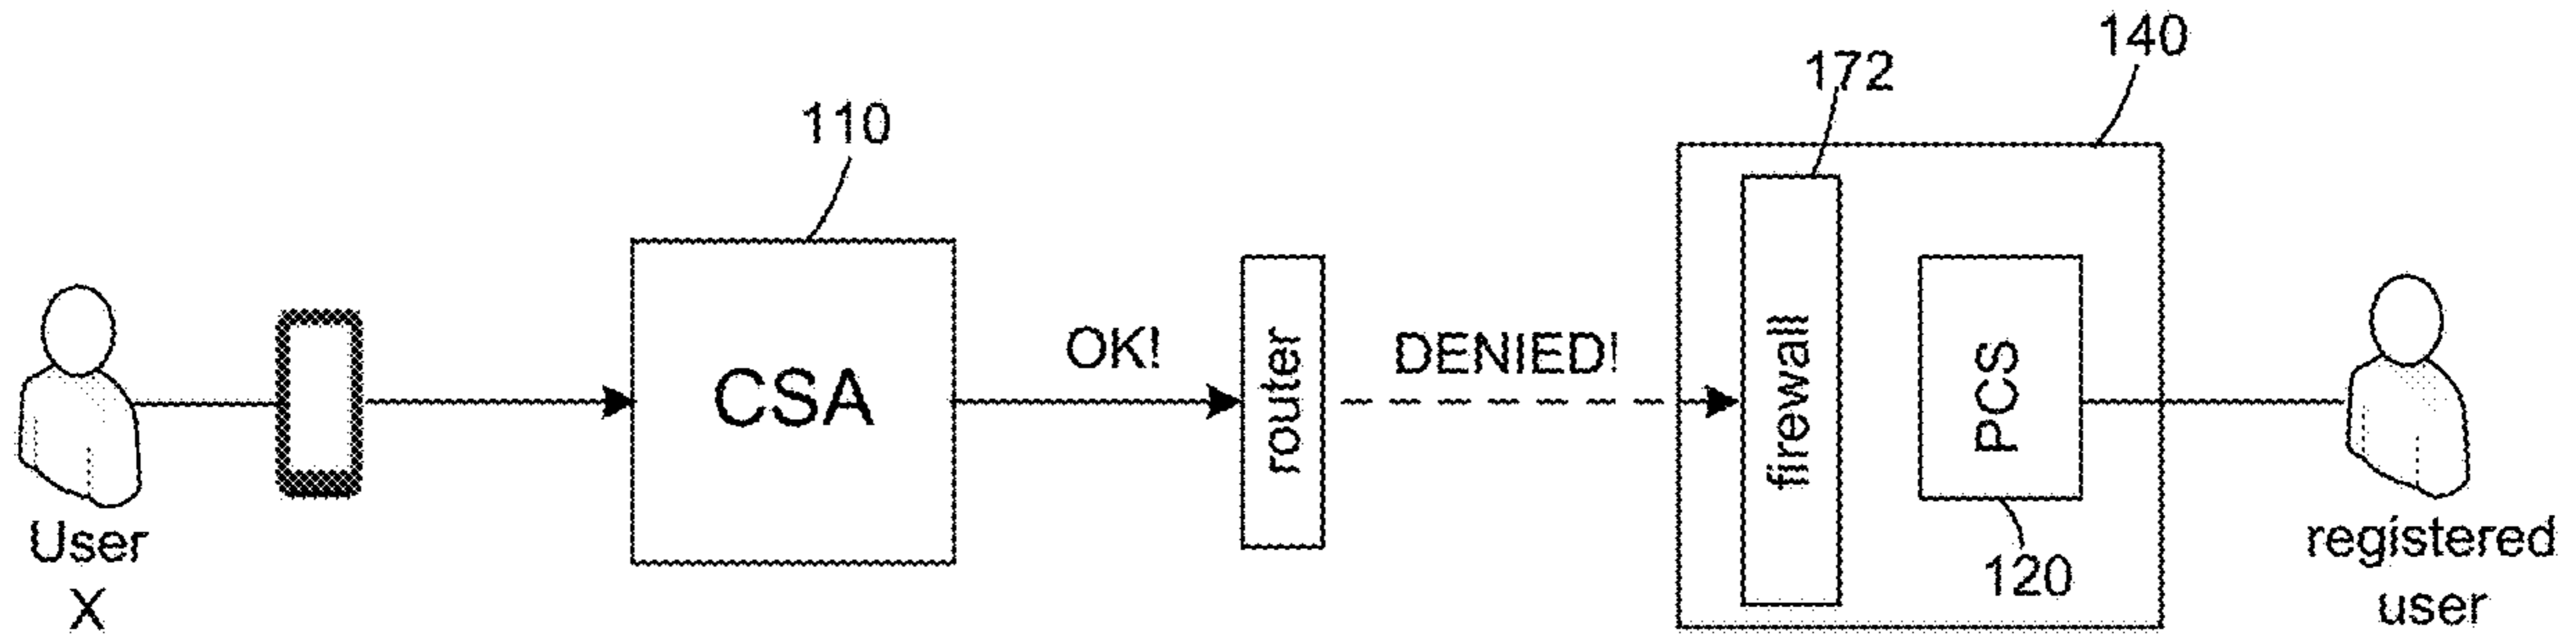 140
172
110
OK!
DENIED!
CSA
router
firewall
PCS
120
User
X
registered
user